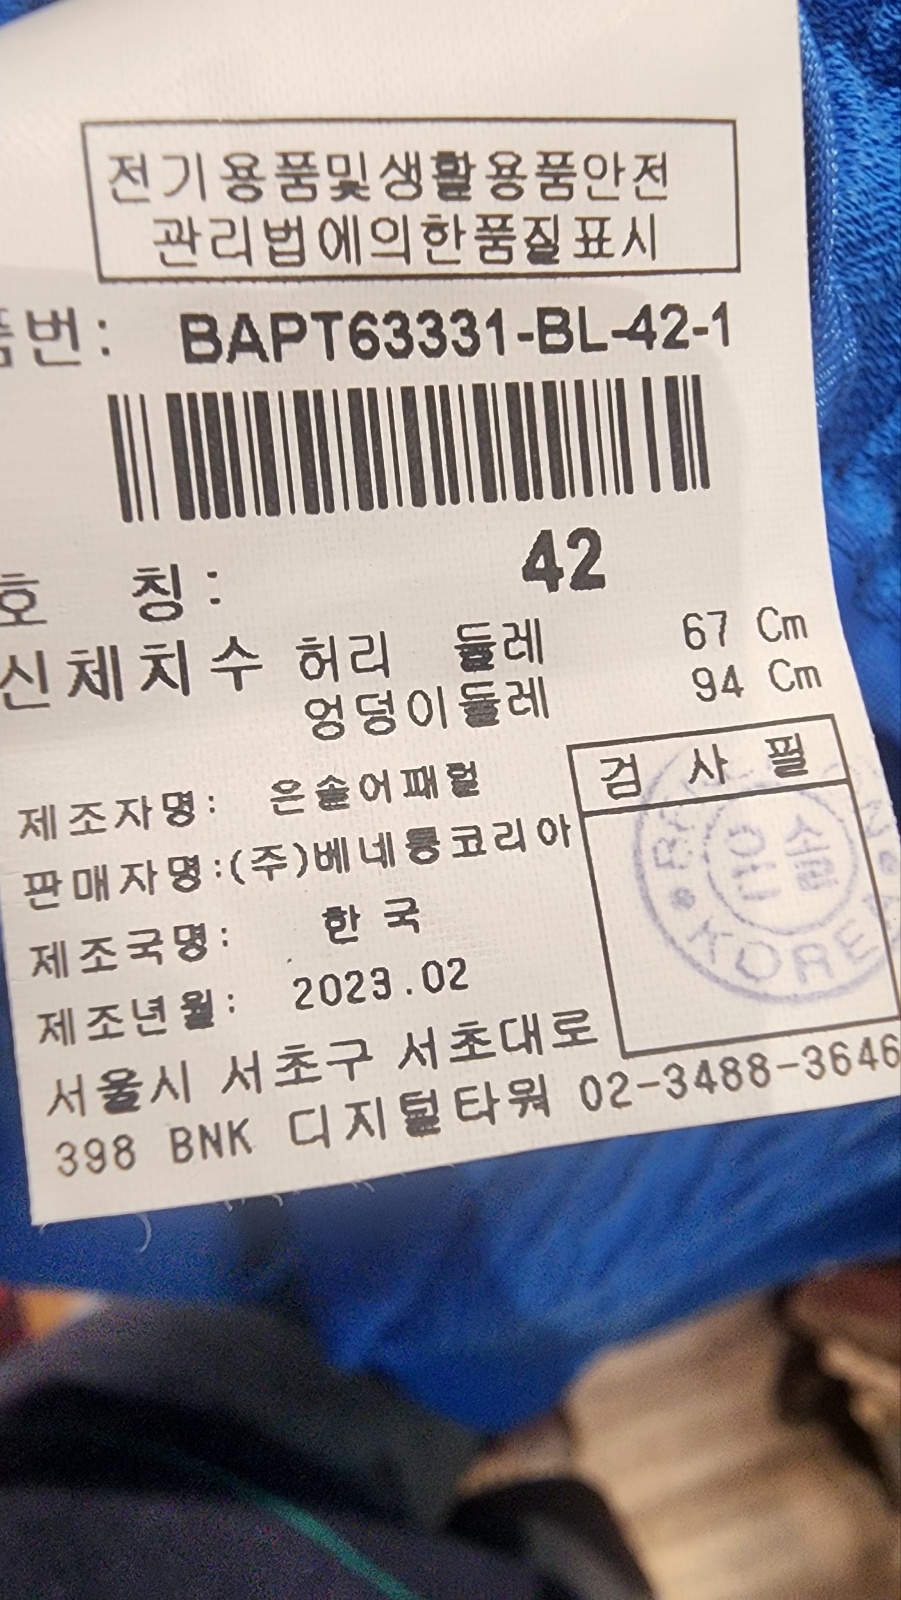 전기용품및생활용품안전
관리법에의한품질표시
품번: BAPT63331-BL-42-1
호 칭: 42
신체치수 허리 둘레 67 Cm
엉덩이둘레 94 Cm
검 사 필
제조자명: 은솔어패럴
판매자명:(주)베네통코리아
제조국명: 한 국
제조년월: 2023.02
은솔
KOREA
서울시 서초구 서초대로
398 BNK 디지털타워 02-3488-3646